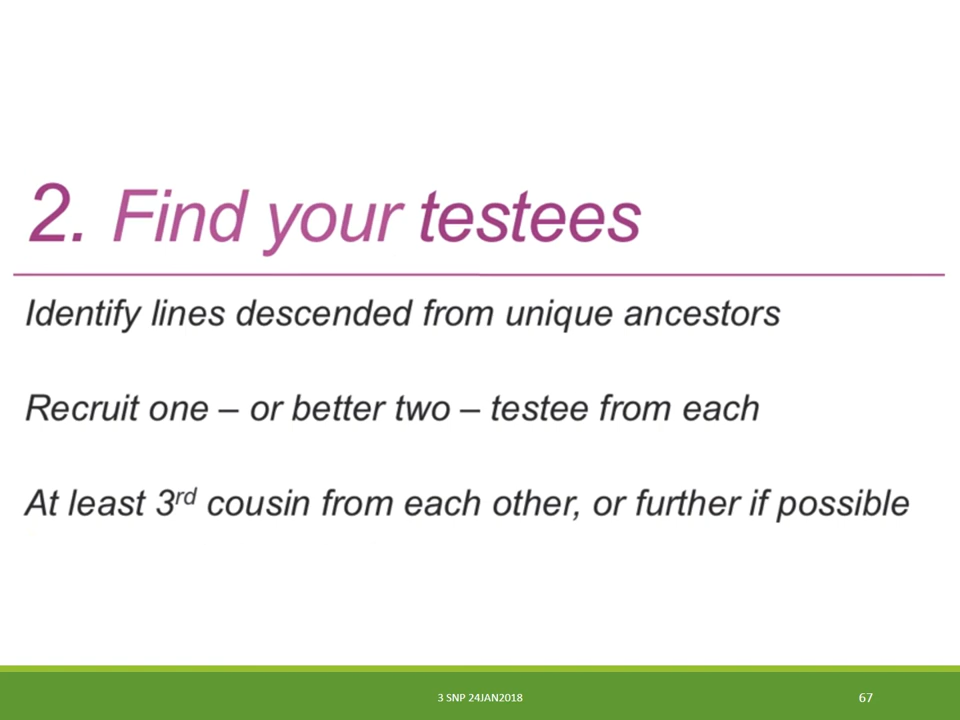 2. Find your testees
Identify lines descended from unique ancestors
Recruit one – or better two – testee from each
At least 3rd cousin from each other, or further if possible
3 SNP 24JAN2018
67